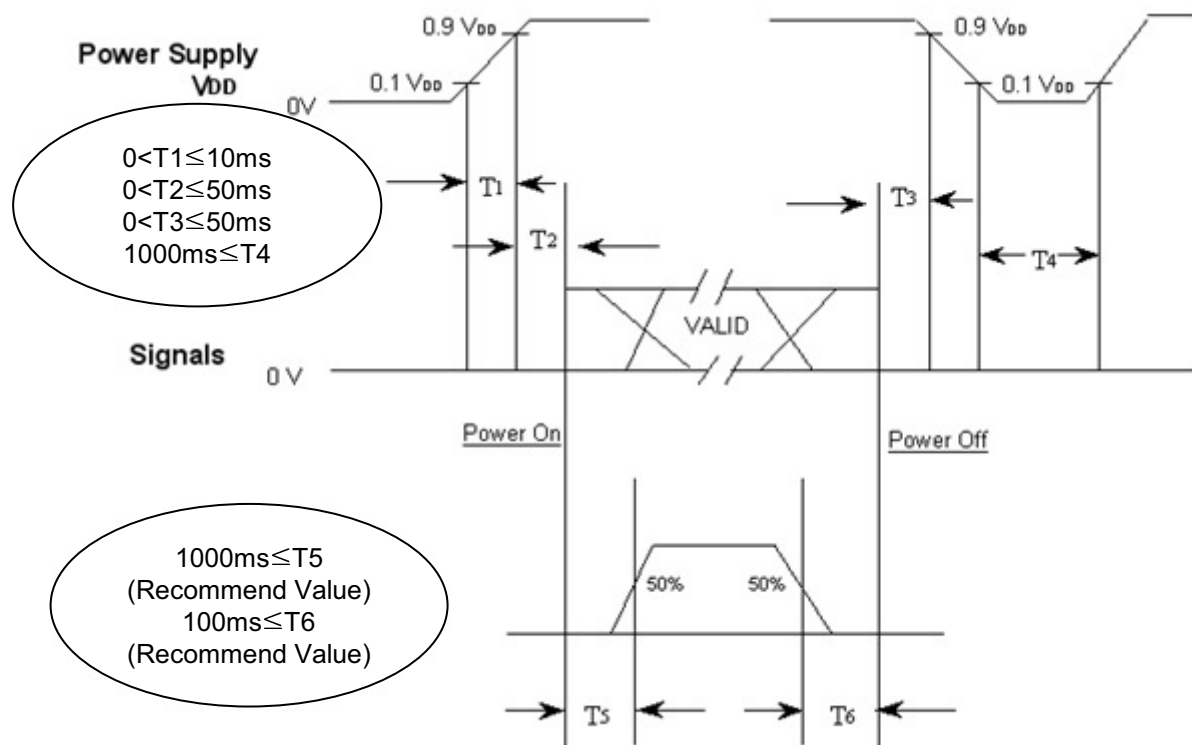 0.9 VDD
0.9 VDD
Power Supply
VDD
0.1 VDD
0.1 VDD
0V
0<T1≦10ms
0<T2≦50ms
0<T3≦50ms
1000ms≦T4
T1
T3
T2
T4
VALID
Signals
0 V
Power On
Power Off
1000ms≦T5
(Recommend Value)
100ms≦T6
(Recommend Value)
50%
50%
T5
T6